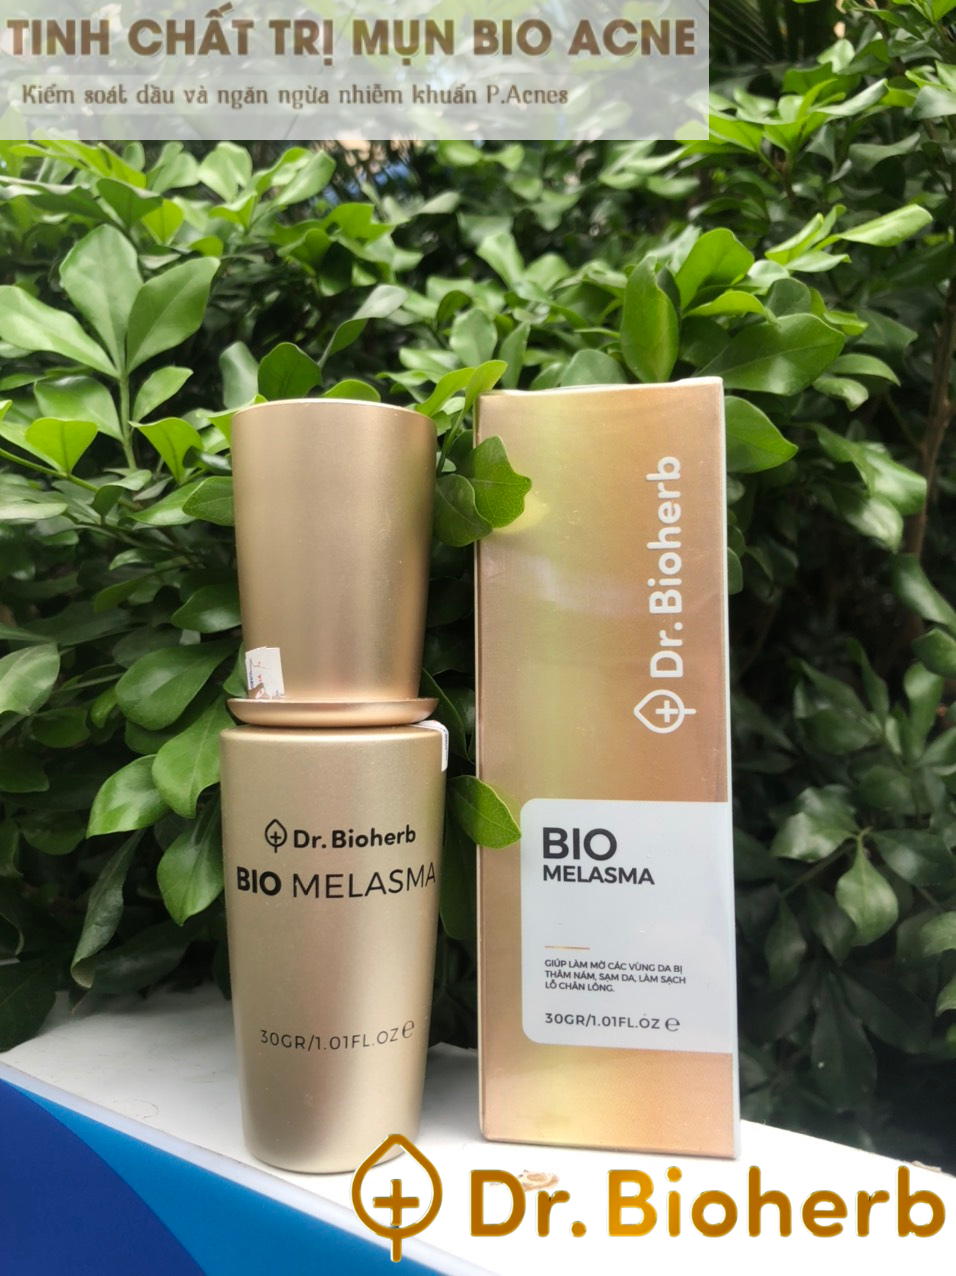 TINH CHẤT TRỊ MỤN BIO ACNE
Kiểm soát dầu và ngăn ngừa nhiễm khuẩn P.Acnes
Dr. Bioherb
BIO MELASMA
30GR/1.01FL.OZ ℮
Dr. Bioherb
BIO
MELASMA
GIÚP LÀM MỜ CÁC VÙNG DA BỊ
THÂM NÁM, SẠM DA, LÀM SẠCH
LỖ CHÂN LÔNG.
30GR/1.01FL.OZ ℮
Dr. Bioherb